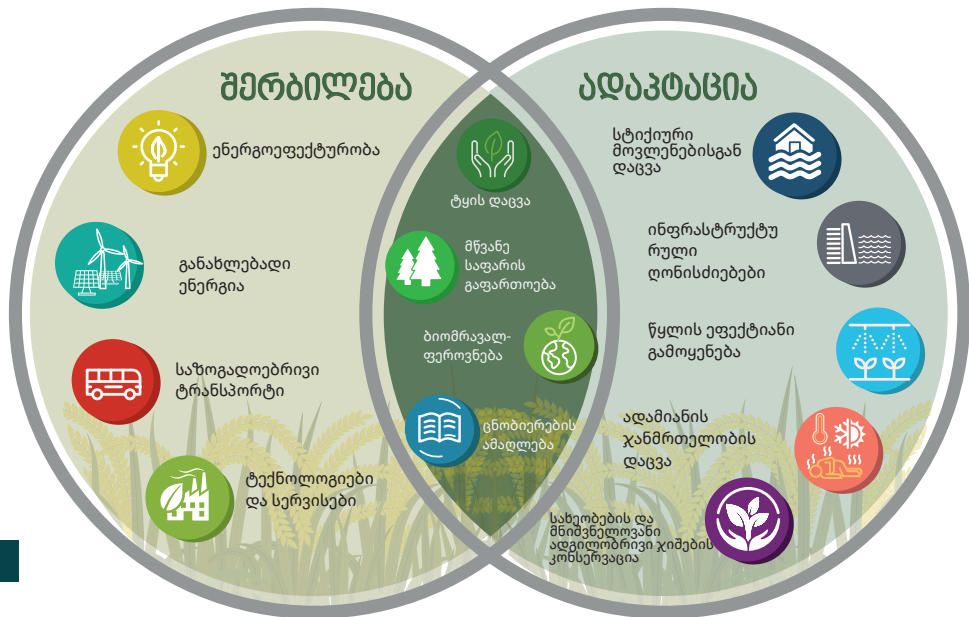 შერბილება
ენერგოეფექტურობა
განახლებადი
ენერგია
საზოგადოებრივი
ტრანსპორტი
ტექნოლოგიები
და სერვისები
ტყის დაცვა
მწვანე
საფარის
გაფართოება
ბიომრავალ-
ფეროვნება
ცნობიერების
ამაღლება
ადაპტაცია
სტიქიური
მოვლენებისგან
დაცვა
ინფრასტრუქტუ
რული
ღონისძიებები
წყლის ეფექტიანი
გამოყენება
ადამიანის
ჯანმრთელობის
დაცვა
სახეობების და
მნიშვნელოვანი
ადგილობრივი ჯიშების
კონსერვაცია